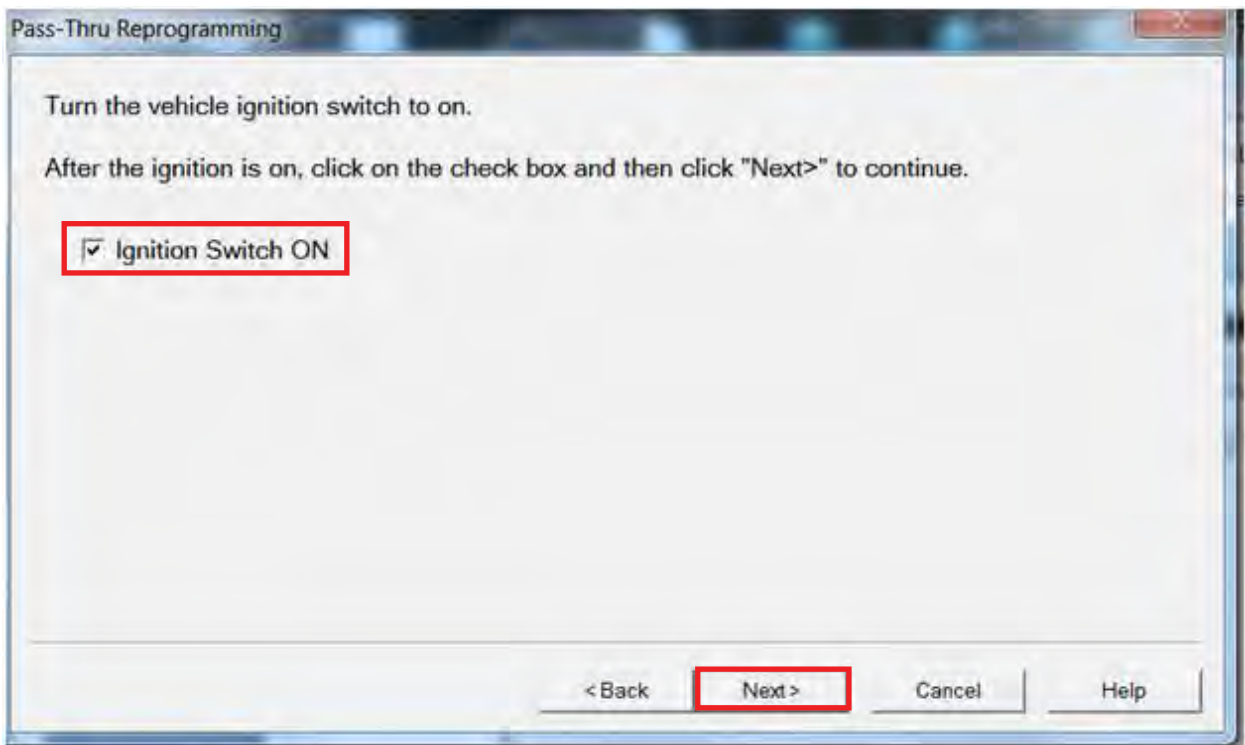 Pass-Thru Reprogramming
Turn the vehicle ignition switch to on.
After the ignition is on, click on the check box and then click "Next>" to continue.
Ignition Switch ON
<Back Next> Cancel Help